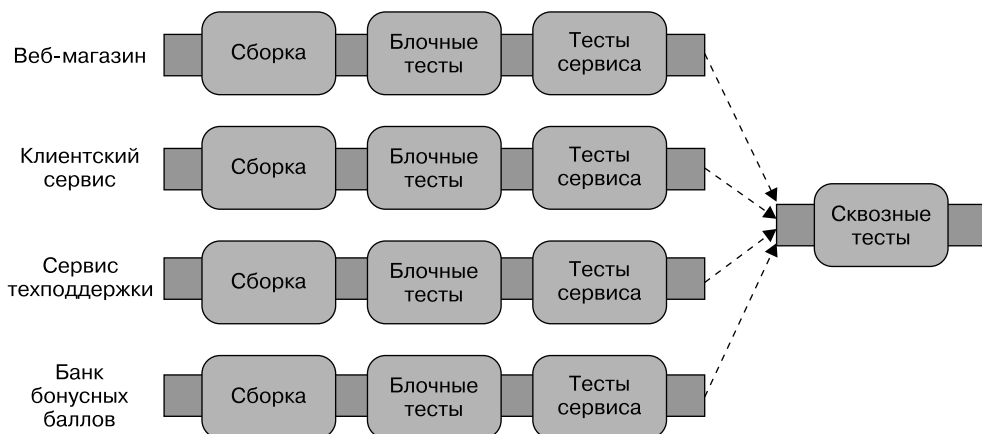 Веб-магазин
Сборка
Блочные
тесты
Тесты
сервиса
Клиентский
сервис
Сборка
Блочные
тесты
Тесты
сервиса
Сквозные
тесты
Сервис
техподдержки
Сборка
Блочные
тесты
Тесты
сервиса
Банк
бонусных
баллов
Сборка
Блочные
тесты
Тесты
сервиса